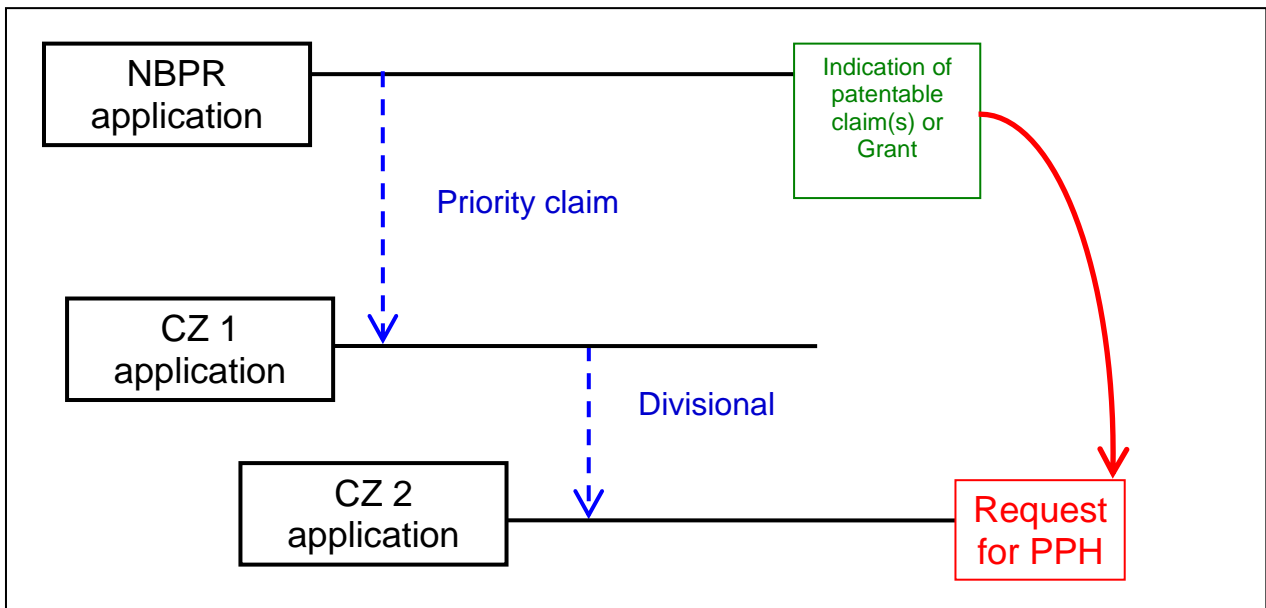 NBPR
application
Indication of
patentable
claim(s) or
Grant
Priority claim
CZ 1
application
Divisional
CZ 2
application
Request
for PPH